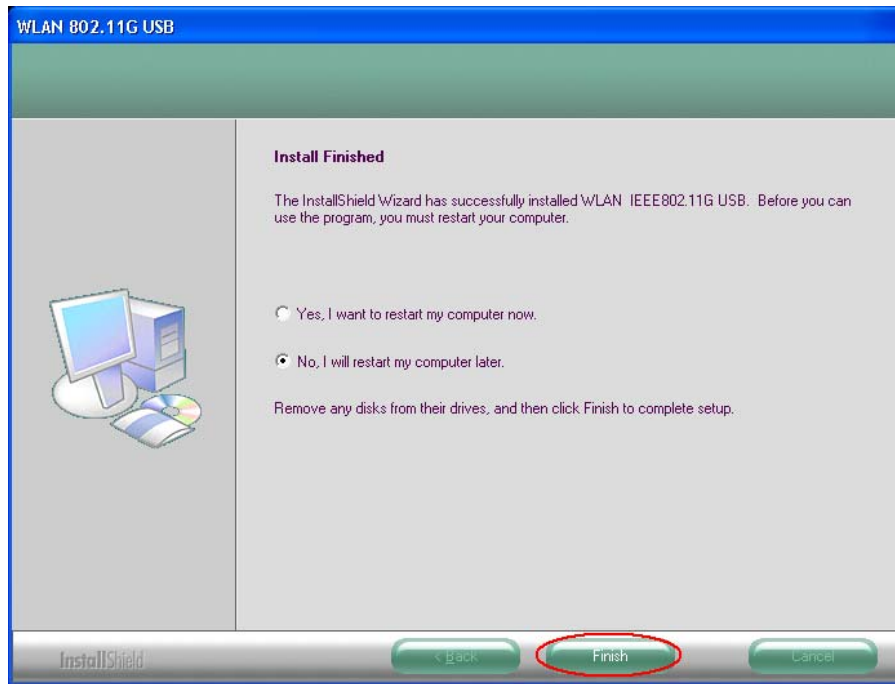 WLAN 802.11G USB
Install Finished
The InstallShield Wizard has successfully installed WLAN IEEE802.11G USB. Before you can
use the program, you must restart your computer.
Yes, I want to restart my computer now.
No, I will restart my computer later.
Remove any disks from their drives, and then click Finish to complete setup.
InstallShield
< Back
Finish
Cancel